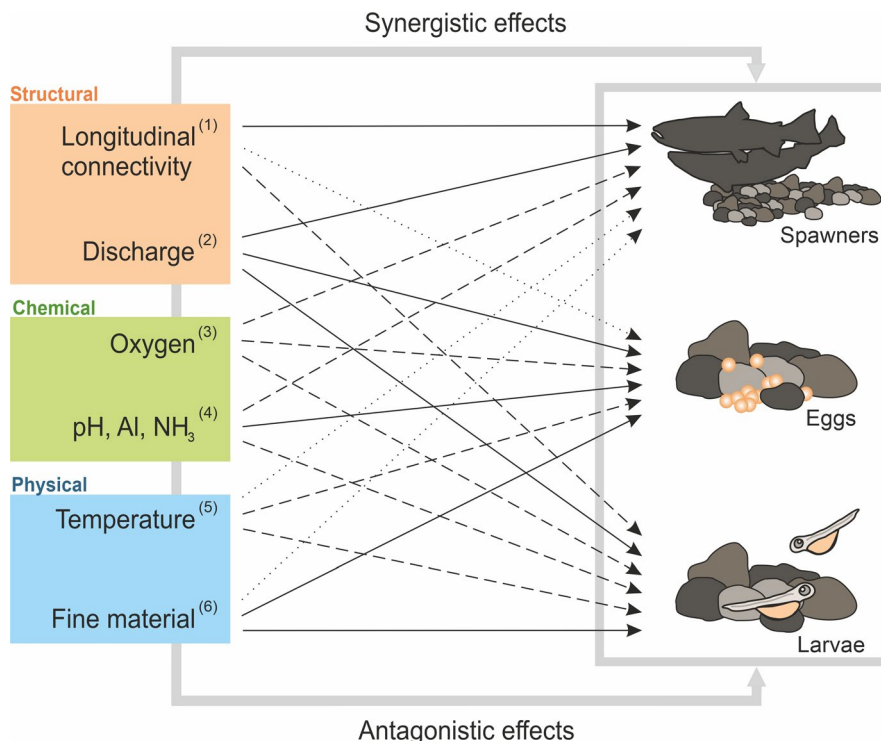 Synergistic effects
Structural
Longitudinal (1)
connectivity
Discharge (2)
Chemical
Oxygen (3)
pH, Al, NH3 (4)
Physical
Temperature (5)
Fine material (6)
Spawners
Eggs
Larvae
Antagonistic effects